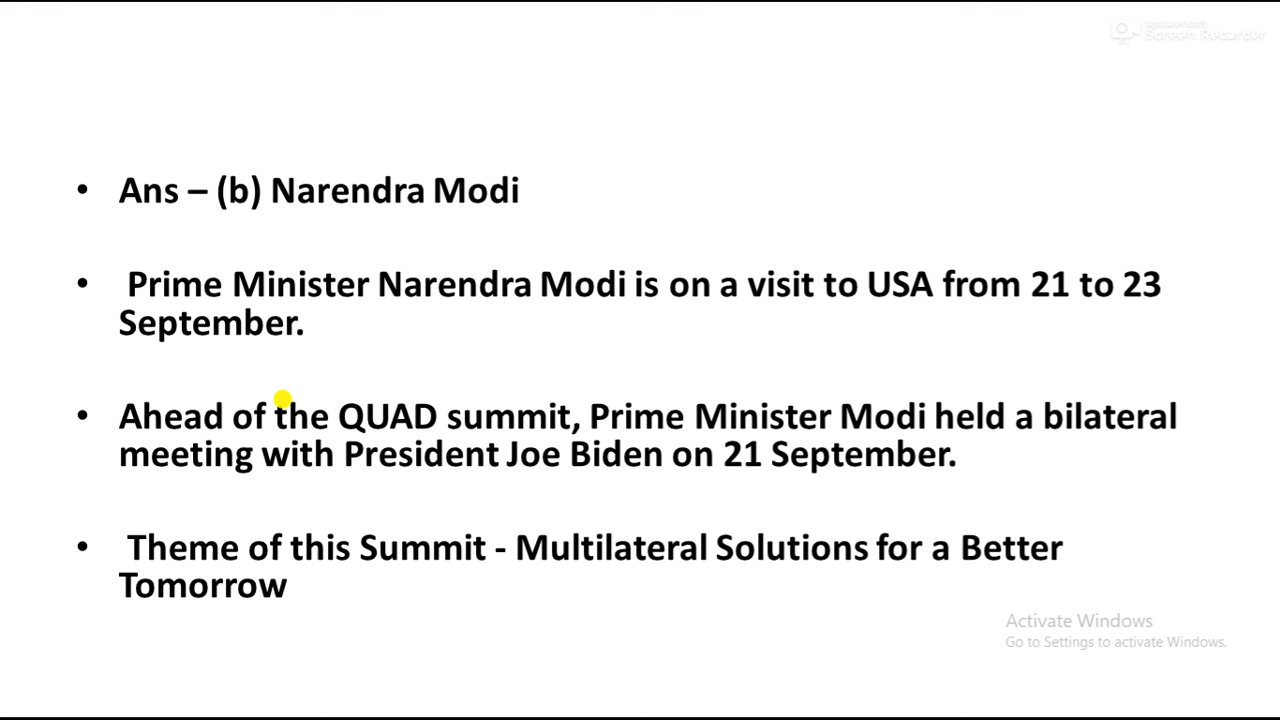 Screen Recorder
• Ans – (b) Narendra Modi
• Prime Minister Narendra Modi is on a visit to USA from 21 to 23
September.
• Ahead of the QUAD summit, Prime Minister Modi held a bilateral
meeting with President Joe Biden on 21 September.
• Theme of this Summit - Multilateral Solutions for a Better
Tomorrow
Activate Windows
Go to Settings to activate Windows.